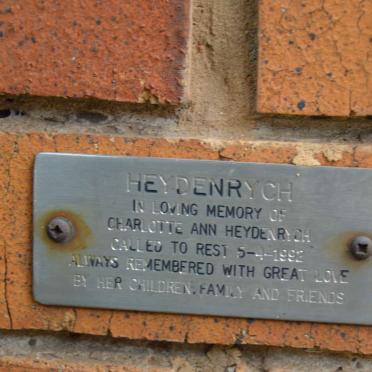 HEYDENRYCH
IN LOVING MEMORY OF
CHARLOTTE ANN HEYDENRYCH
CALLED TO REST 5-4-1992
ALWAYS REMEMBERED WITH GREAT LOVE
BY HER CHILDREN, FAMILY AND FRIENDS